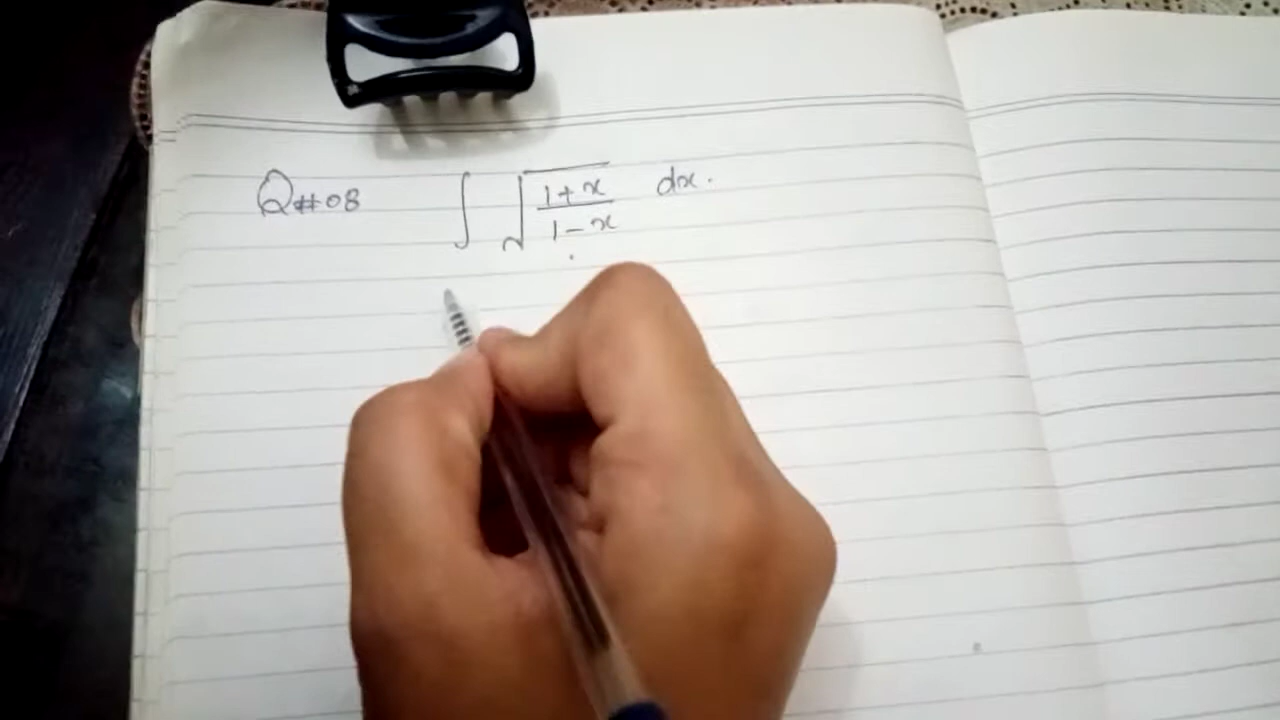 Q#08 ∫ √((1+x)/(1-x)) dx.